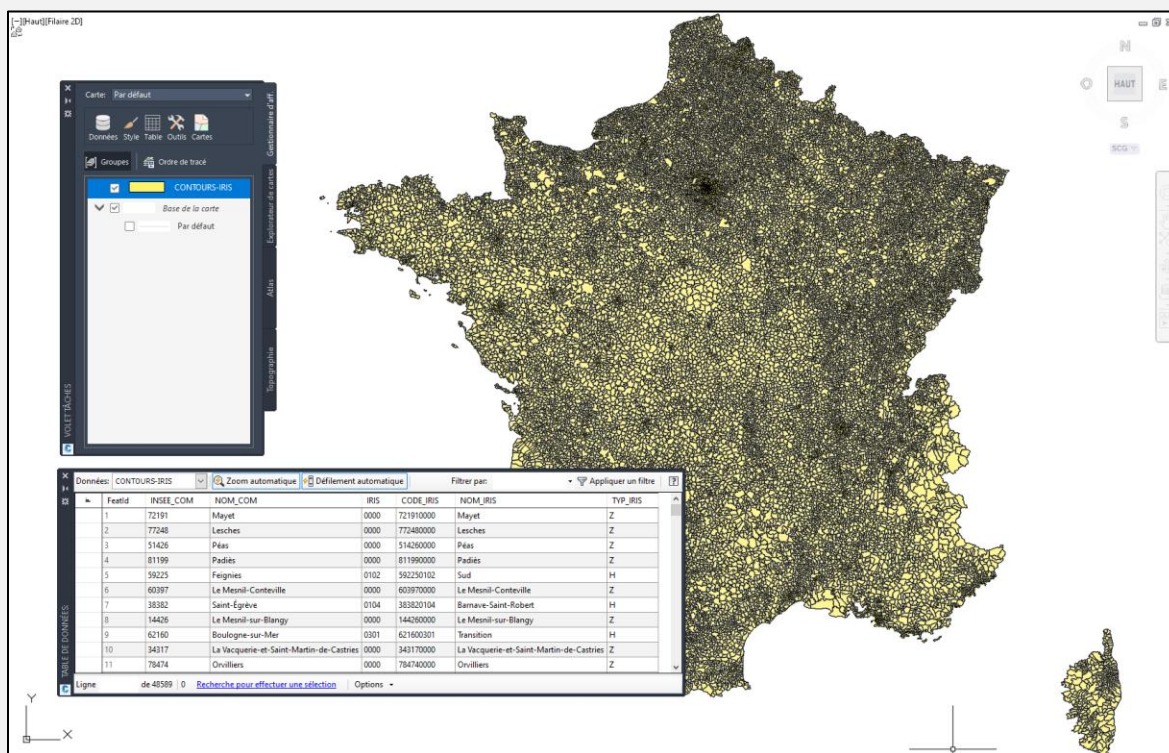 [−][Haut][Filaire 2D]
N
O
HAUT
E
S
SCG
Carte: Par défaut
Données Style Table Outils Cartes
Groupes Ordre de tracé
CONTOURS-IRIS
Base de la carte
Par défaut
Gestionnaire d'aff...
Explorateur de cartes
Atlas
Topographie
VOLET TÂCHES
Données: CONTOURS-IRIS Zoom automatique Défilement automatique Filtrer par: Appliquer un filtre ?
FeatId INSEE_COM NOM_COM IRIS CODE_IRIS NOM_IRIS TYP_IRIS
1 72191 Mayet 0000 721910000 Mayet Z
2 77248 Lesches 0000 772480000 Lesches Z
3 51426 Péas 0000 514260000 Péas Z
4 81199 Padiès 0000 811990000 Padiès Z
5 59225 Feignies 0102 592250102 Sud H
6 60397 Le Mesnil-Conteville 0000 603970000 Le Mesnil-Conteville Z
7 38382 Saint-Égrève 0104 383820104 Barnave-Saint-Robert H
8 14426 Le Mesnil-sur-Blangy 0000 144260000 Le Mesnil-sur-Blangy Z
9 62160 Boulogne-sur-Mer 0301 621600301 Transition H
10 34317 La Vacquerie-et-Saint-Martin-de-Castries 0000 343170000 La Vacquerie-et-Saint-Martin-de-Castries Z
11 78474 Orvilliers 0000 784740000 Orvilliers Z
Ligne de 48589 0 Recherche pour effectuer une sélection Options
TABLE DE DONNÉES:
Y
X